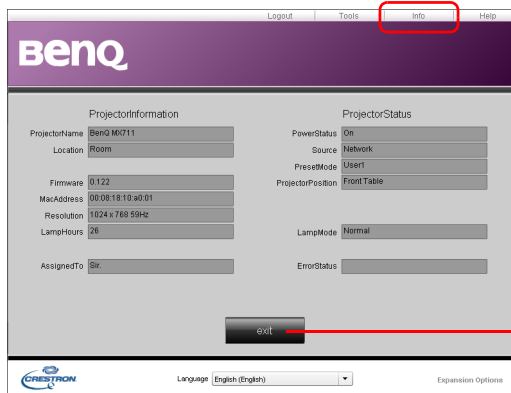 Logout Tools Info Help
BenQ
ProjectorInformation
ProjectorName BenQ MX711
Location Room
Firmware 0.122
MacAddress 00:08:18:10:a0:01
Resolution 1024 x 768 59Hz
LampHours 26
AssignedTo Sir.
ProjectorStatus
PowerStatus On
Source Network
PresetMode User1
ProjectorPosition Front Table
LampMode Normal
ErrorStatus
exit
CRESTRON
Language English (English)
Expansion Options